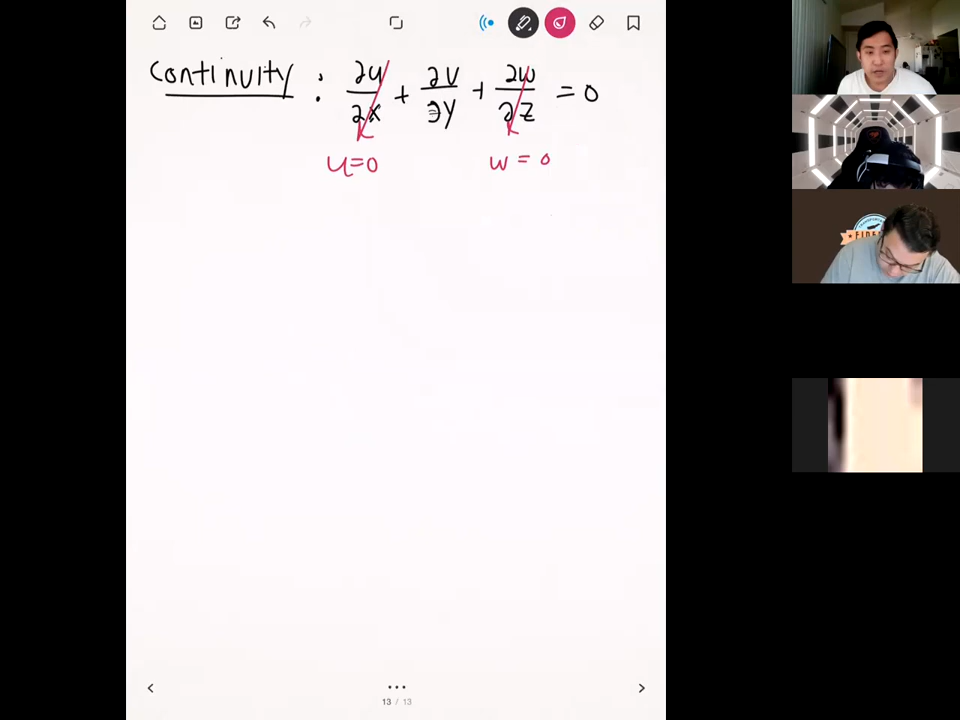 Continuity : ∂u/∂x + ∂v/∂y + ∂w/∂z = 0
u=0 w = 0
13 / 13